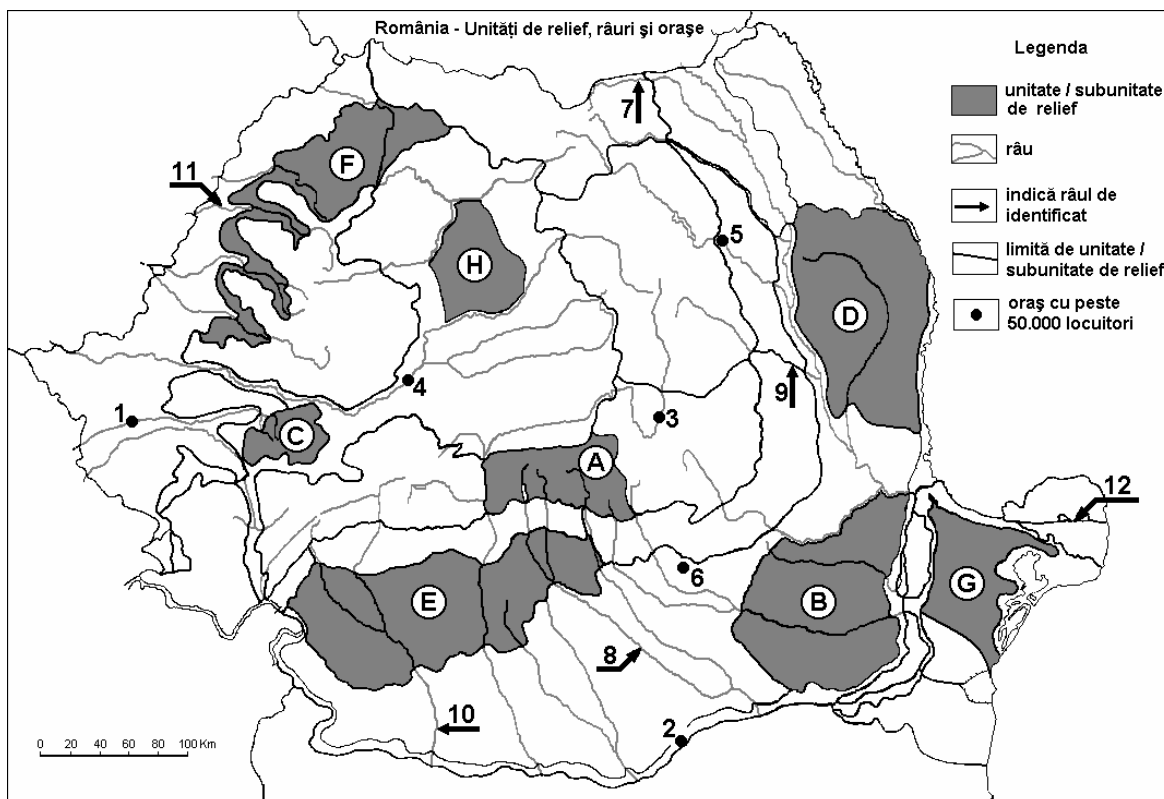 România - Unități de relief, râuri și orașe
Legenda
unitate / subunitate
de relief
râu
indică râul de
identificat
limită de unitate /
subunitate de relief
oraș cu peste
50.000 locuitori
7
F
11
5
H
D
4
9
1
3
C
A
12
6
E
B
G
8
10
2
0 20 40 60 80 100 Km